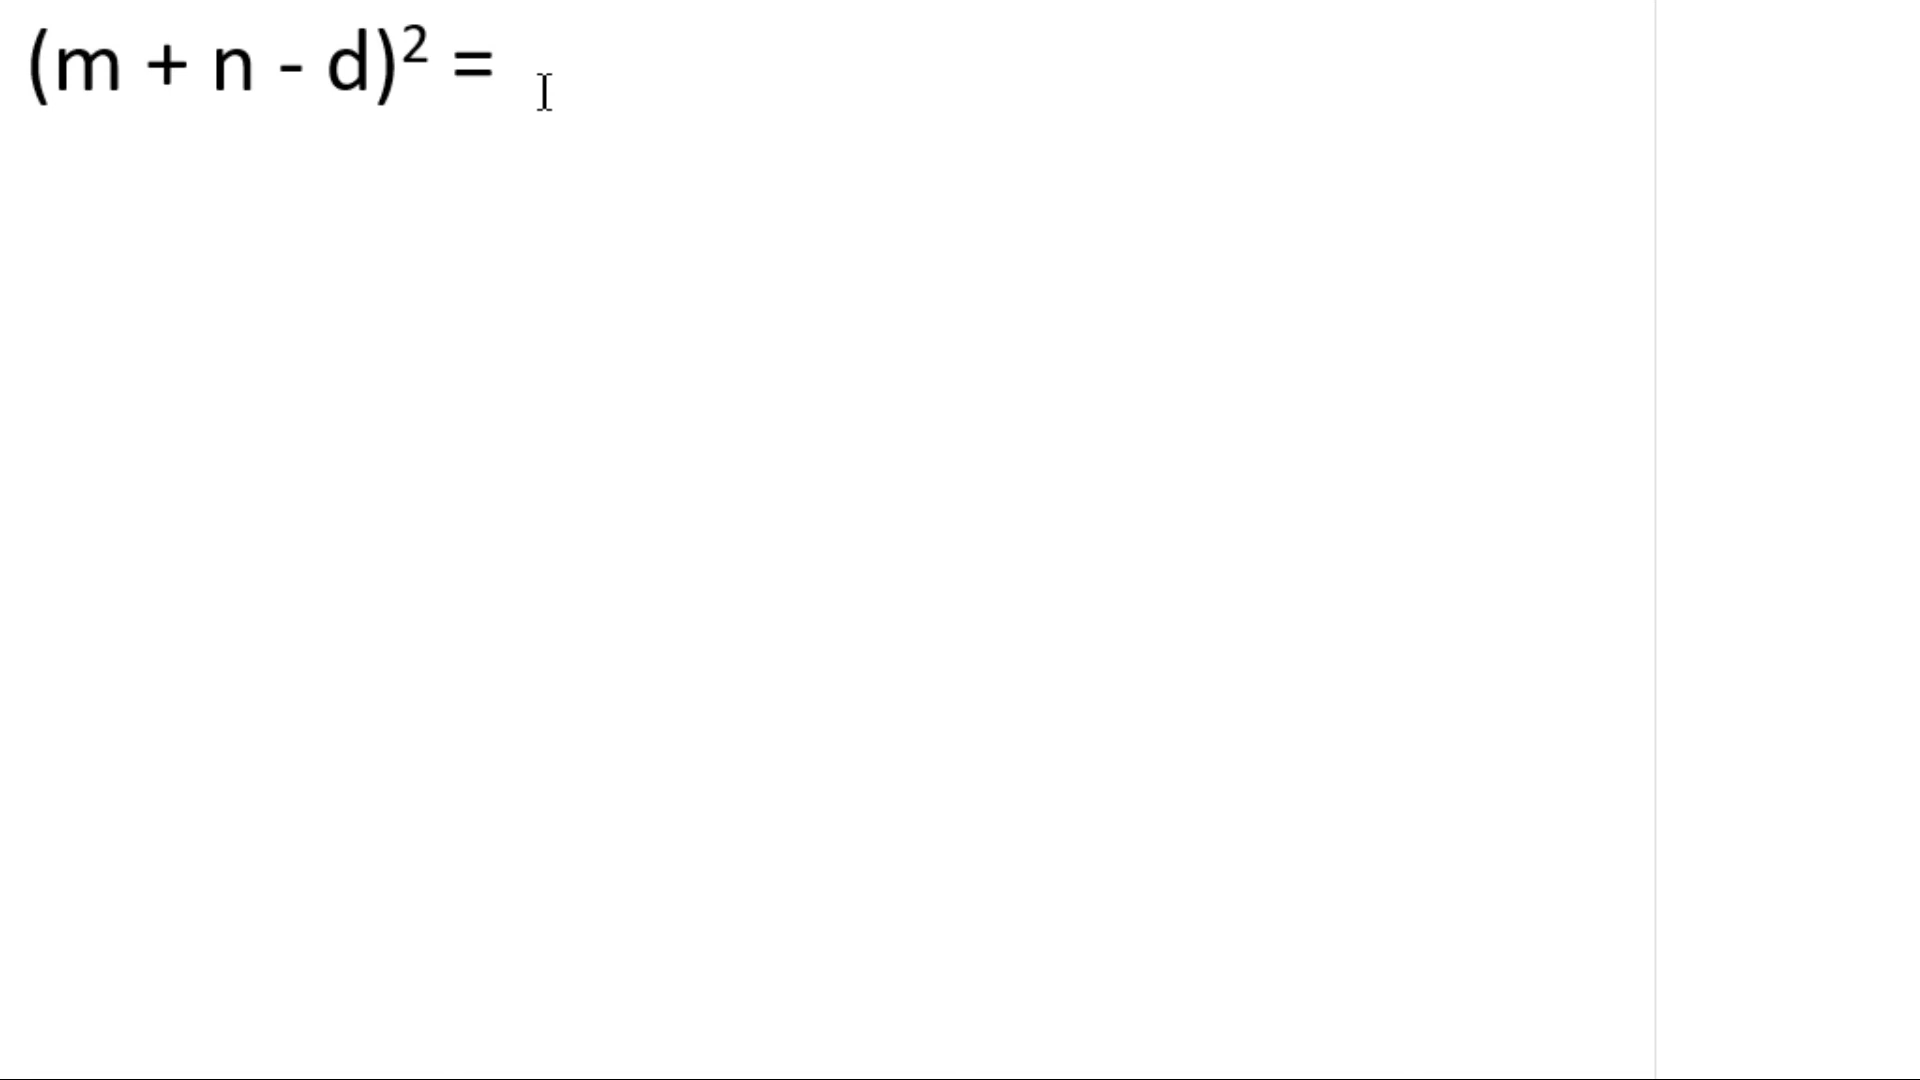 (m + n - d)² =